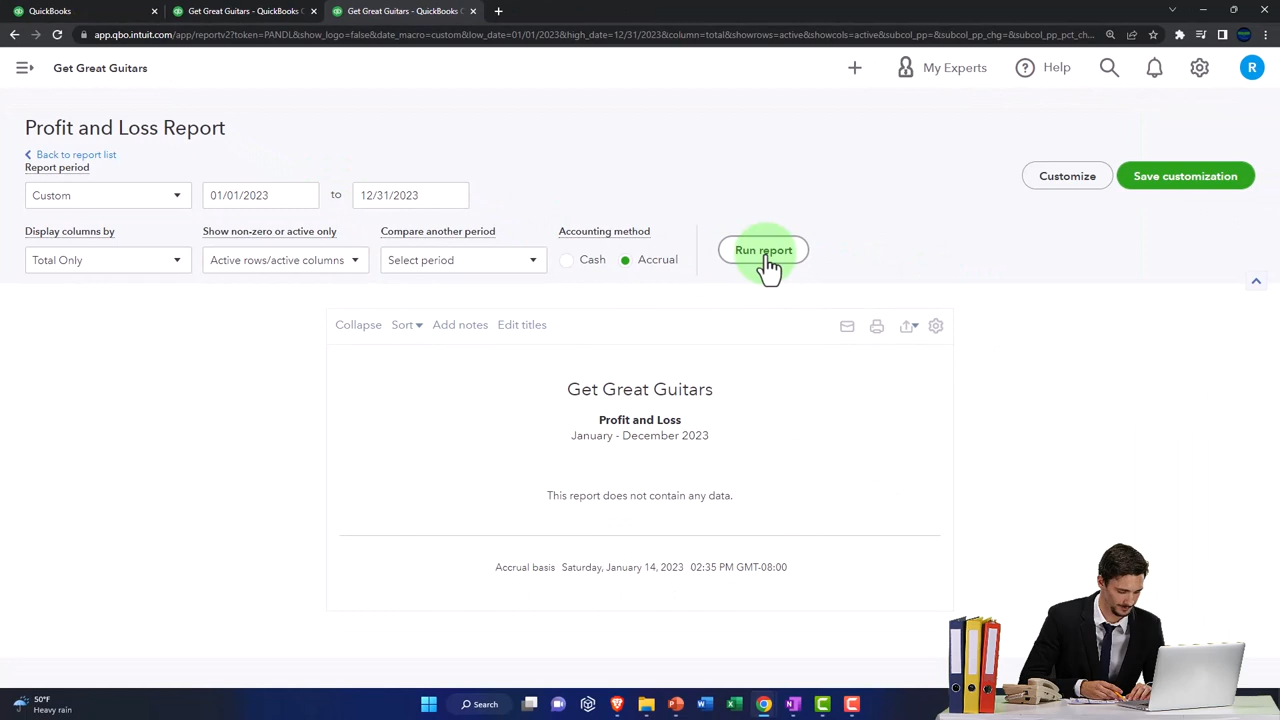 QuickBooks
Get Great Guitars - QuickBooks C
Get Great Guitars - QuickBooks C
app.qbo.intuit.com/app/reportv2?token=PANDL&show_logo=false&date_macro=custom&low_date=01/01/2023&high_date=12/31/2023&column=total&showrows=active&showcols=active&subcol_pp=&subcol_pp_chg=&subcol_pp_pct_ch...
Get Great Guitars
My Experts
Help
R
Profit and Loss Report
Back to report list
Report period
Custom
01/01/2023
to
12/31/2023
Customize
Save customization
Display columns by
Show non-zero or active only
Compare another period
Accounting method
Total Only
Active rows/active columns
Select period
Cash
Accrual
Run report
Collapse
Sort
Add notes
Edit titles
Get Great Guitars
Profit and Loss
January - December 2023
This report does not contain any data.
Accrual basis Saturday, January 14, 2023 02:35 PM GMT-08:00
50°F
Heavy rain
Search